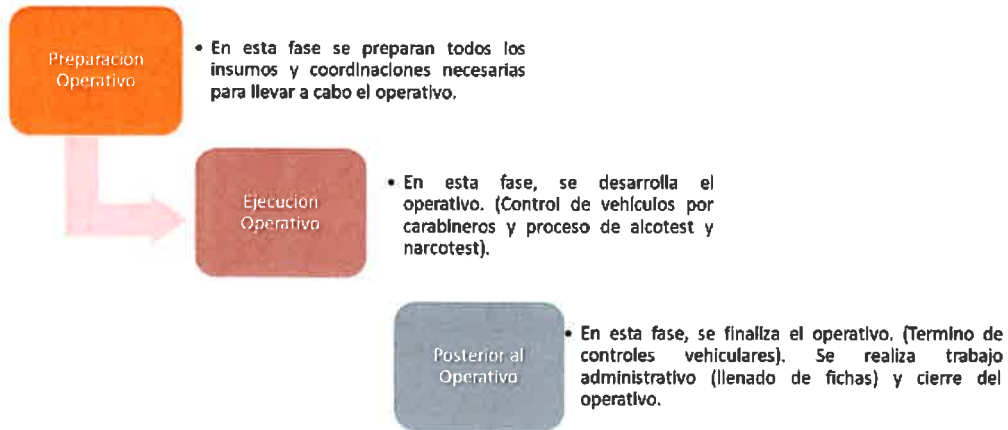 Preparacion
Operativo
• En esta fase se preparan todos los
insumos y coordinaciones necesarias
para llevar a cabo el operativo.
Ejecucion
Operativo
• En esta fase, se desarrolla el
operativo. (Control de vehículos por
carabineros y proceso de alcotest y
narcotest).
Posterior al
Operativo
• En esta fase, se finaliza el operativo. (Termino de
controles vehiculares). Se realiza trabajo
administrativo (llenado de fichas) y cierre del
operativo.